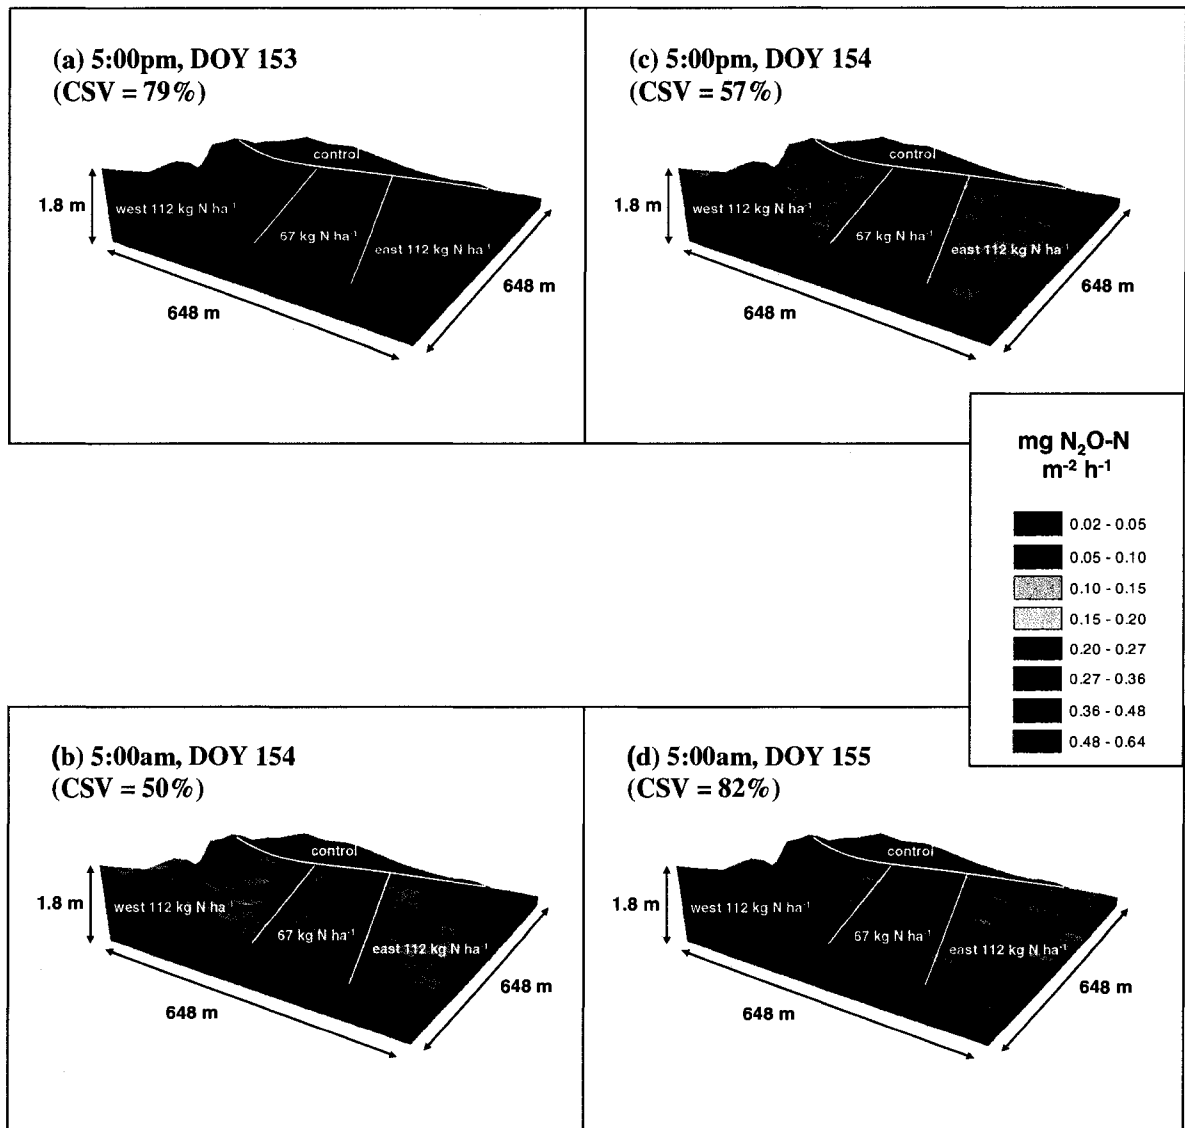 (a) 5:00pm, DOY 153
(CSV = 79%)
control
1.8 m
west 112 kg N ha⁻¹
67 kg N ha⁻¹
east 112 kg N ha⁻¹
648 m
648 m
(c) 5:00pm, DOY 154
(CSV = 57%)
control
1.8 m
west 112 kg N ha⁻¹
67 kg N ha⁻¹
east 112 kg N ha⁻¹
648 m
648 m
mg N₂O-N
m⁻² h⁻¹
0.02 - 0.05
0.05 - 0.10
0.10 - 0.15
0.15 - 0.20
0.20 - 0.27
0.27 - 0.36
0.36 - 0.48
0.48 - 0.64
(b) 5:00am, DOY 154
(CSV = 50%)
control
1.8 m
west 112 kg N ha⁻¹
67 kg N ha⁻¹
east 112 kg N ha⁻¹
648 m
648 m
(d) 5:00am, DOY 155
(CSV = 82%)
control
1.8 m
west 112 kg N ha⁻¹
67 kg N ha⁻¹
east 112 kg N ha⁻¹
648 m
648 m